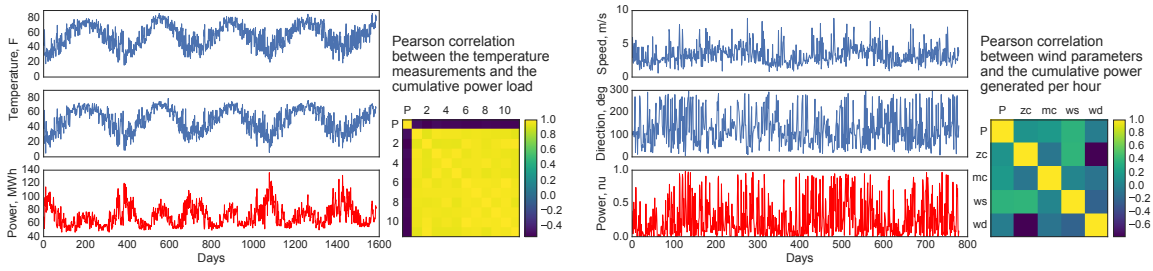 Temperature, F
80
60
40
20
0
80
60
40
20
0
Power, MWh
140
120
100
80
60
40
0 200 400 600 800 1000 1200 1400 1600
Days
Pearson correlation
between the temperature
measurements and the
cumulative power load
P 2 4 6 8 10
P
2
4
6
8
10
1.0
0.8
0.6
0.4
0.2
0.0
−0.2
−0.4
Speed, m/s
10
5
0
Direction, deg
300
200
100
0
Power, nu
1.0
0.5
0.0
0 100 200 300 400 500 600 700 800
Days
Pearson correlation
between wind parameters
and the cumulative power
generated per hour
P zc mc ws wd
P
zc
mc
ws
wd
1.0
0.8
0.6
0.4
0.2
0.0
−0.2
−0.4
−0.6